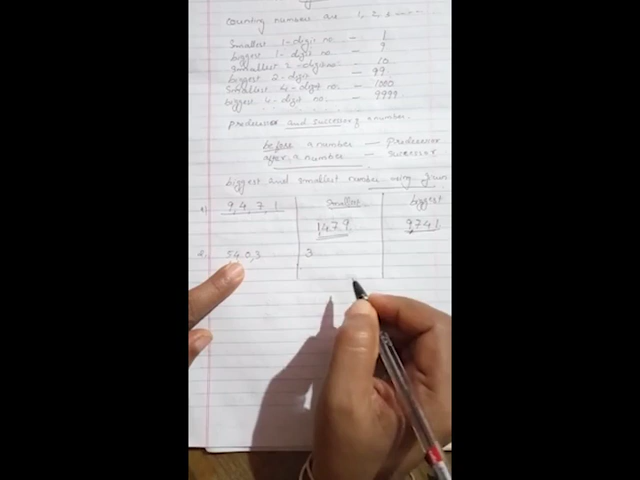 counting numbers are 1, 2, 3
Smallest 1-digit no. - 1
biggest 1-digit no - 9
Smallest 2-digit no. - 10
biggest 2-digit - 99
Smallest 4-digit no. - 1000
biggest 4-digit no. - 9999
predecessor and successor of a number.
before a number - predecessor
after a number - successor
biggest and smallest number using given
Smallest biggest
1) 9, 4, 7, 1 1479 9741
2. 5 4, 0, 3 3